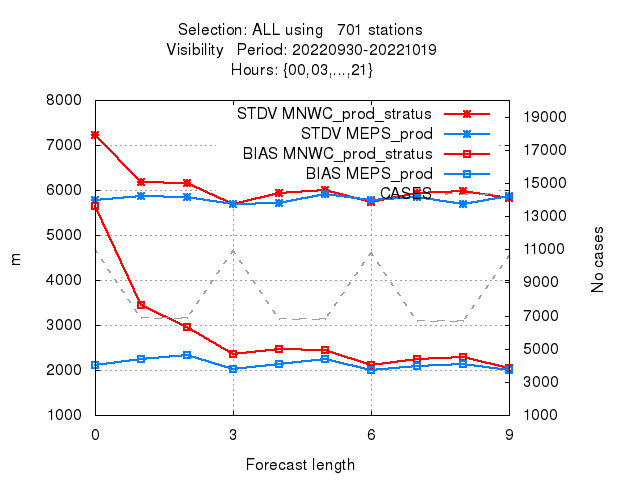 Selection: ALL using   701 stations
Visibility   Period: 20220930-20221019
Hours: {00,03,...,21}
STDV MNWC_prod_stratus
STDV MEPS_prod
BIAS MNWC_prod_stratus
BIAS MEPS_prod
CASES
8000
7000
6000
5000
4000
3000
2000
1000
m
19000
17000
15000
13000
11000
9000
7000
5000
3000
1000
No cases
0 3 6 9
Forecast length